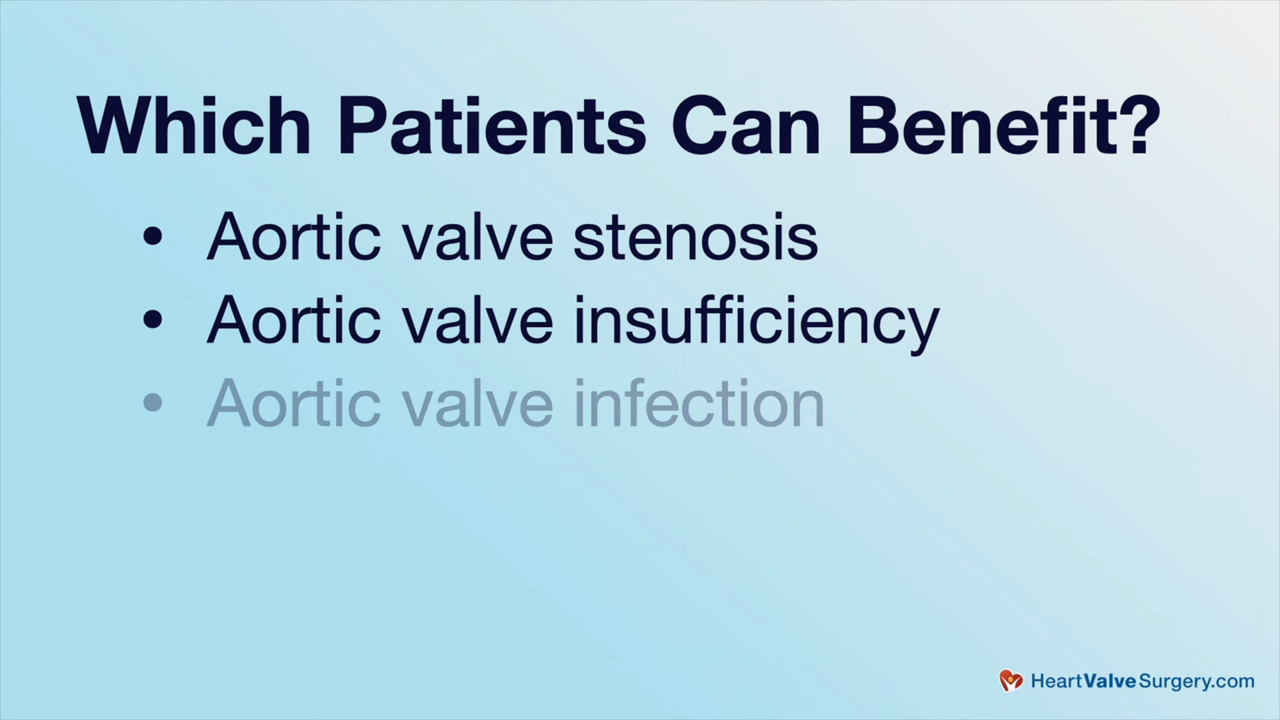 Which Patients Can Benefit?
• Aortic valve stenosis
• Aortic valve insufficiency
• Aortic valve infection
HeartValveSurgery.com